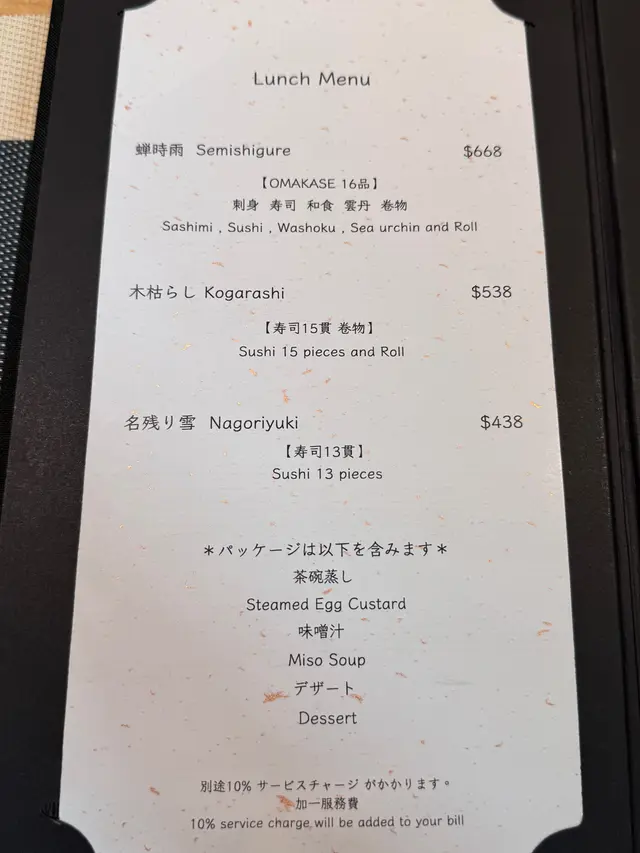 Lunch Menu
蝉時雨 Semishigure $668
【OMAKASE 16品】
刺身 寿司 和食 雲丹 巻物
Sashimi , Sushi , Washoku , Sea urchin and Roll
木枯らし Kogarashi $538
【寿司15貫 巻物】
Sushi 15 pieces and Roll
名残り雪 Nagoriyuki $438
【寿司13貫】
Sushi 13 pieces
＊パッケージは以下を含みます＊
茶碗蒸し
Steamed Egg Custard
味噌汁
Miso Soup
デザート
Dessert
別途10% サービスチャージ がかかります。
加一服務費
10% service charge will be added to your bill